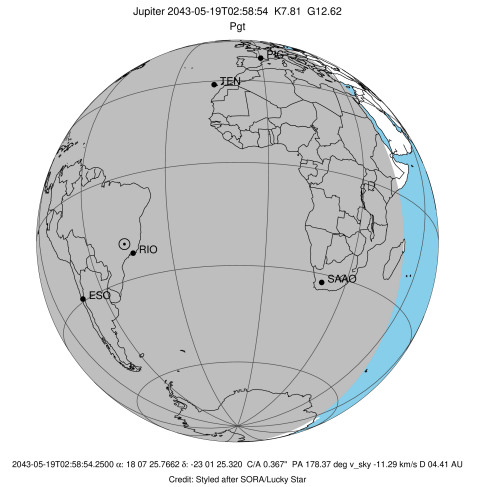 Jupiter 2043-05-19T02:58:54 K7.81 G12.62
Pgt
PIC
TEN
RIO
ESO
SAAO
2043-05-19T02:58:54.2500 α: 18 07 25.7662 δ: -23 01 25.320 C/A 0.367" PA 178.37 deg v_sky -11.29 km/s D 04.41 AU
Credit: Styled after SORA/Lucky Star